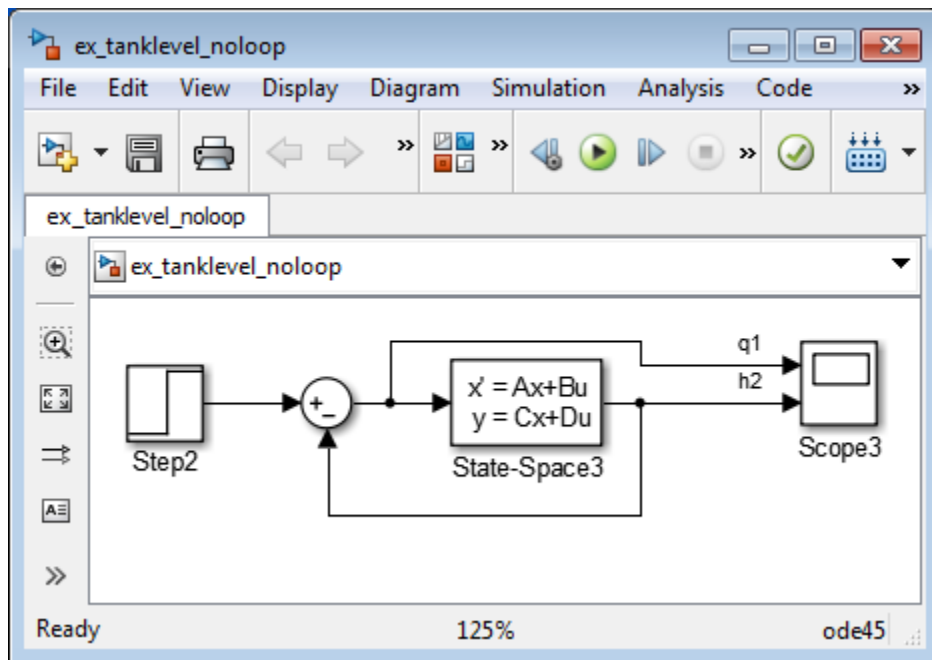 ex_tanklevel_noloop
File Edit View Display Diagram Simulation Analysis Code »
» »  »
ex_tanklevel_noloop
ex_tanklevel_noloop
q1
x' = Ax+Bu
h2
+
−
y = Cx+Du
Step2
State-Space3
Scope3
A
»
Ready 125% ode45